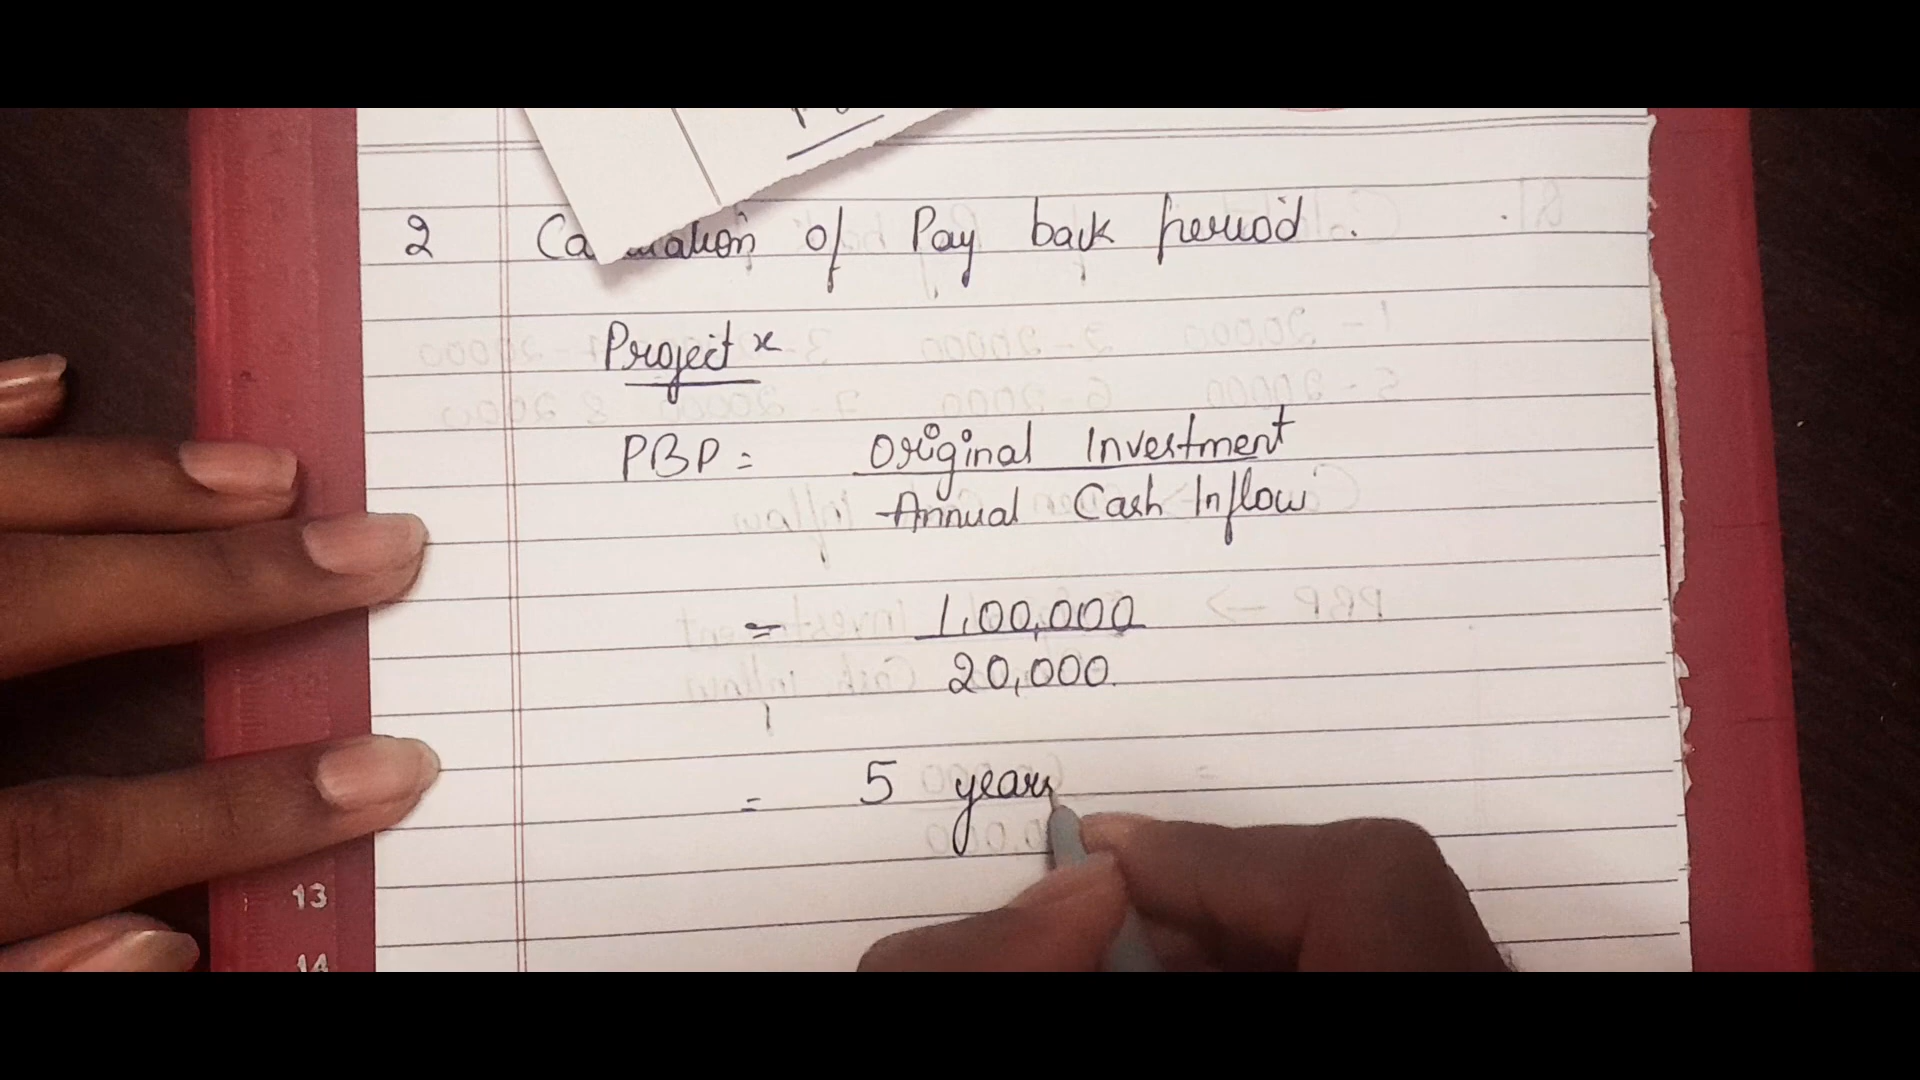 2 of Pay back period.
Project x
PBP = Original Investment
Annual Cash Inflow
= 1,00,000
20,000.
= 5 years
13
14